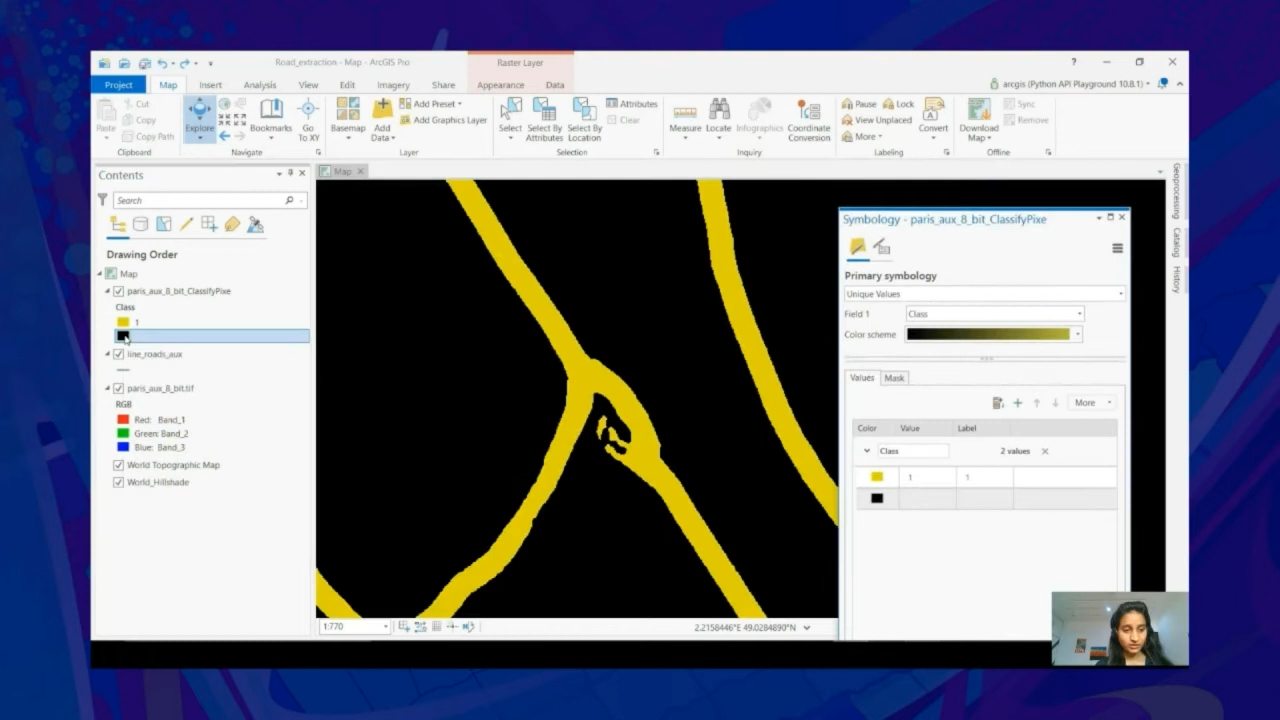 Road_extraction - Map - ArcGIS Pro
Raster Layer
?
Project
Map
Insert
Analysis
View
Edit
Imagery
Share
Appearance
Data
arcgis (Python API Playground 10.8.1)
Paste
Cut
Copy
Copy Path
Clipboard
Explore
Bookmarks
Go To XY
Navigate
Basemap
Add Data
Add Preset
Add Graphics Layer
Layer
Select
Select By Attributes
Select By Location
Attributes
Clear
Selection
Measure
Locate
Infographics
Coordinate Conversion
Inquiry
Pause
Lock
View Unplaced
More
Convert
Labeling
Download Map
Sync
Remove
Offline
Contents
Search
Drawing Order
Map
paris_aux_8_bit_ClassifyPixe
Class
1
line_roads_aux
paris_aux_8_bit.tif
RGB
Red: Band_1
Green: Band_2
Blue: Band_3
World Topographic Map
World_Hillshade
Map
1:770
2.2158446°E 49.0284890°N
Symbology - paris_aux_8_bit_ClassifyPixe
Primary symbology
Unique Values
Field 1
Class
Color scheme
Values
Mask
More
Color
Value
Label
Class
2 values
1
1
Geoprocessing
Catalog
History